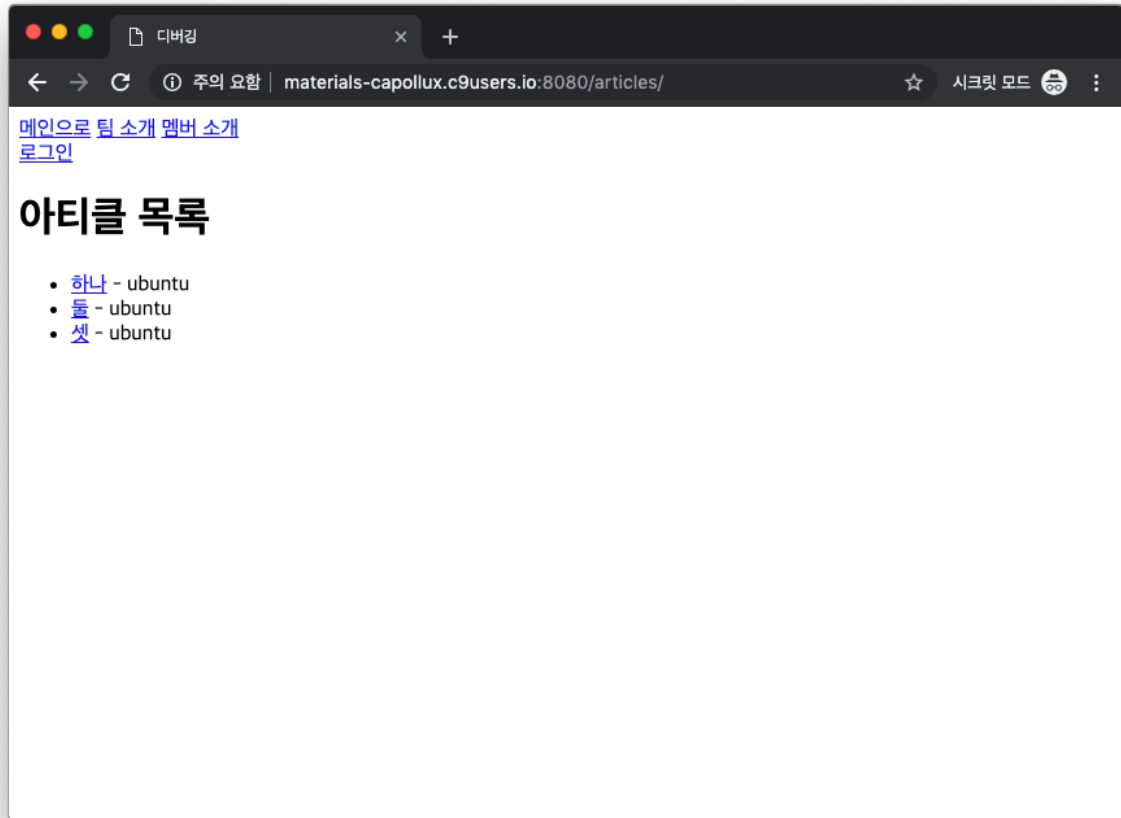 디버깅
주의 요함 materials-capollux.c9users.io:8080/articles/ 시크릿 모드
메인으로 팀 소개 멤버 소개
로그인
아티클 목록
하나 - ubuntu
둘 - ubuntu
셋 - ubuntu